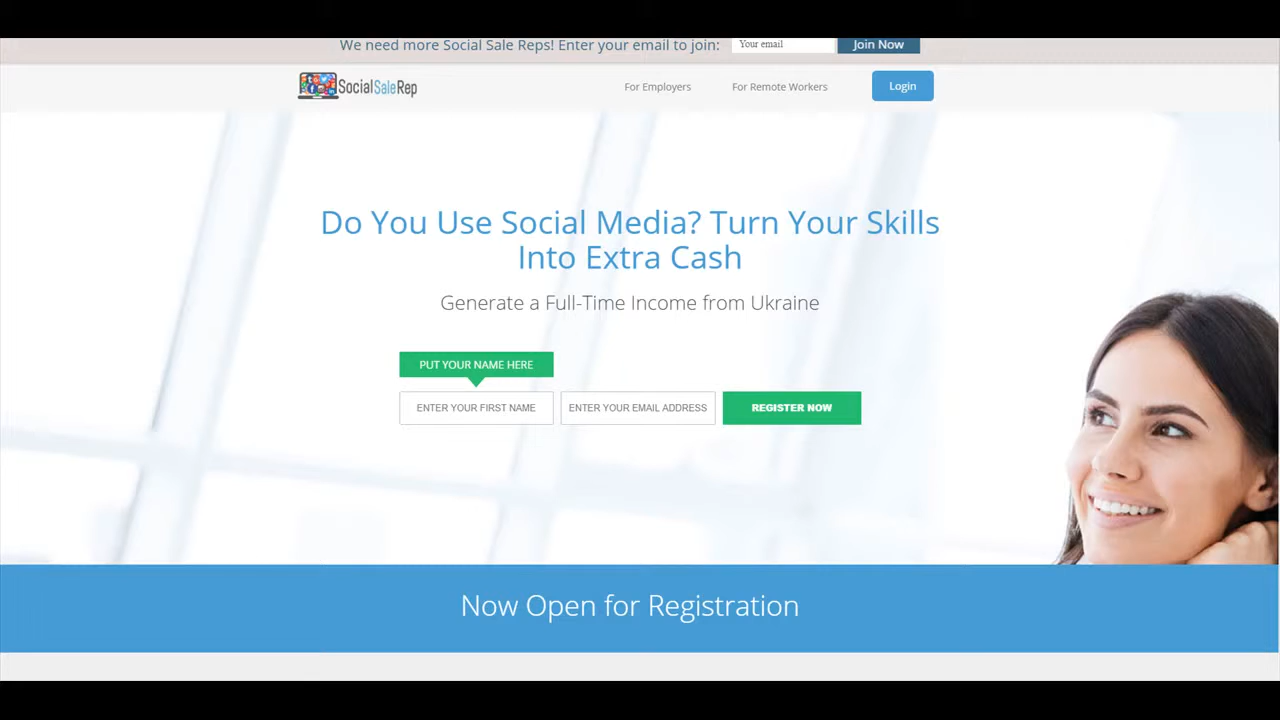 We need more Social Sale Reps! Enter your email to join: Your email Join Now
SocialSaleRep For Employers For Remote Workers Login
Do You Use Social Media? Turn Your Skills
Into Extra Cash
Generate a Full-Time Income from Ukraine
PUT YOUR NAME HERE
ENTER YOUR FIRST NAME ENTER YOUR EMAIL ADDRESS REGISTER NOW
Now Open for Registration